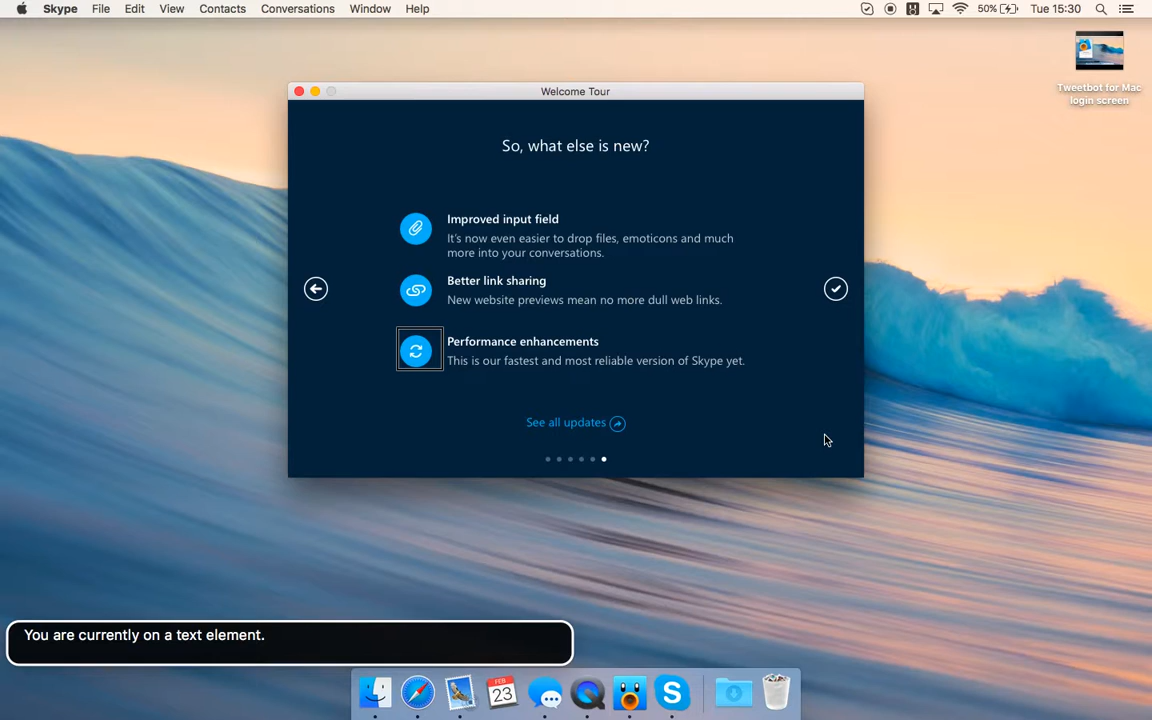 Skype File Edit View Contacts Conversations Window Help 50% Tue 15:30
Tweetbot for Mac
login screen
Welcome Tour
So, what else is new?
Improved input field
It's now even easier to drop files, emoticons and much
more into your conversations.
Better link sharing
New website previews mean no more dull web links.
Performance enhancements
This is our fastest and most reliable version of Skype yet.
See all updates
You are currently on a text element.
FEB
23